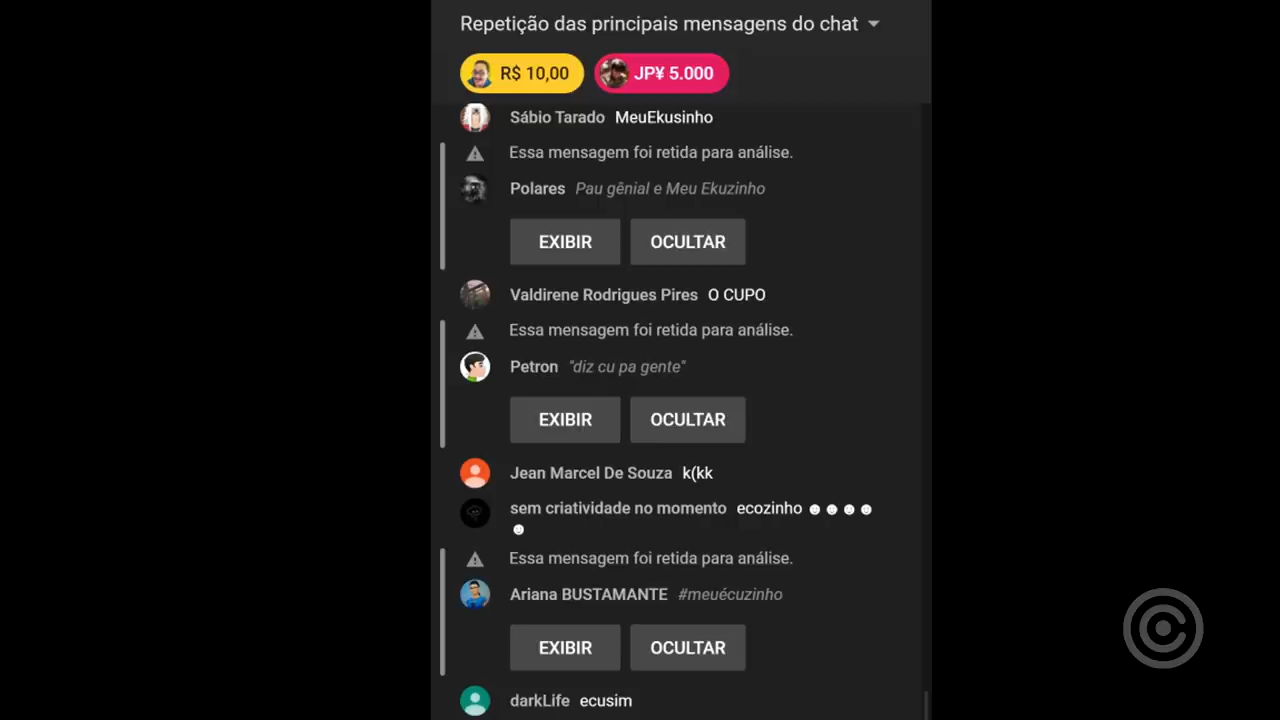 Repetição das principais mensagens do chat
R$ 10,00 JP¥ 5.000
Sábio Tarado MeuEkusinho
Essa mensagem foi retida para análise.
Polares Pau gênial e Meu Ekuzinho
EXIBIR OCULTAR
Valdirene Rodrigues Pires O CUPO
Essa mensagem foi retida para análise.
Petron "diz cu pa gente"
EXIBIR OCULTAR
Jean Marcel De Souza k(kk
sem criatividade no momento ecozinho ☻☻☻☻
☻
Essa mensagem foi retida para análise.
Ariana BUSTAMANTE #meuécuzinho
EXIBIR OCULTAR
darkLife ecusim